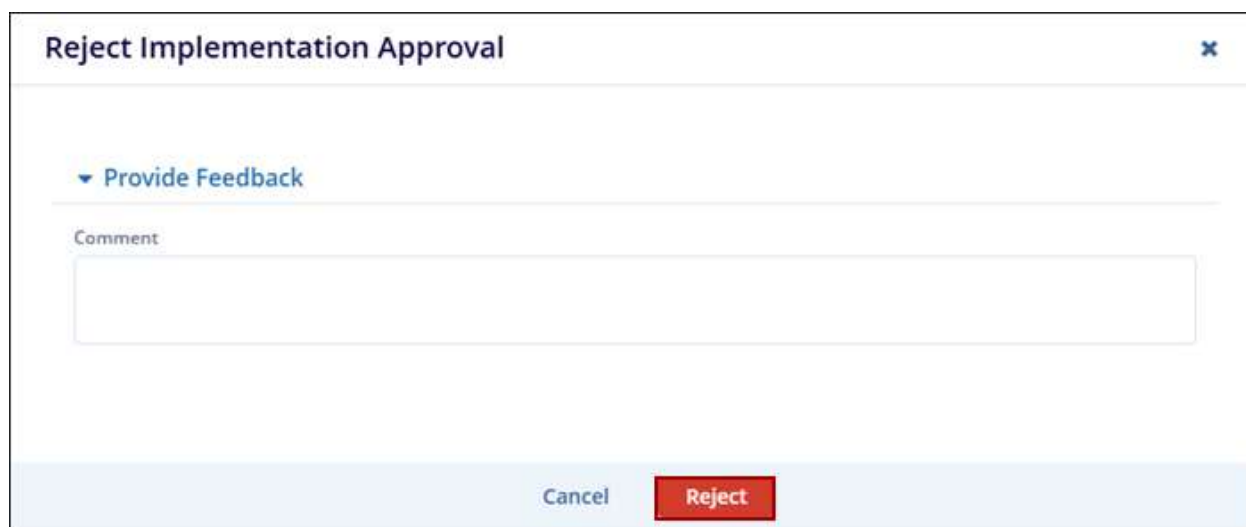 Reject Implementation Approval
Provide Feedback
Comment
Cancel Reject